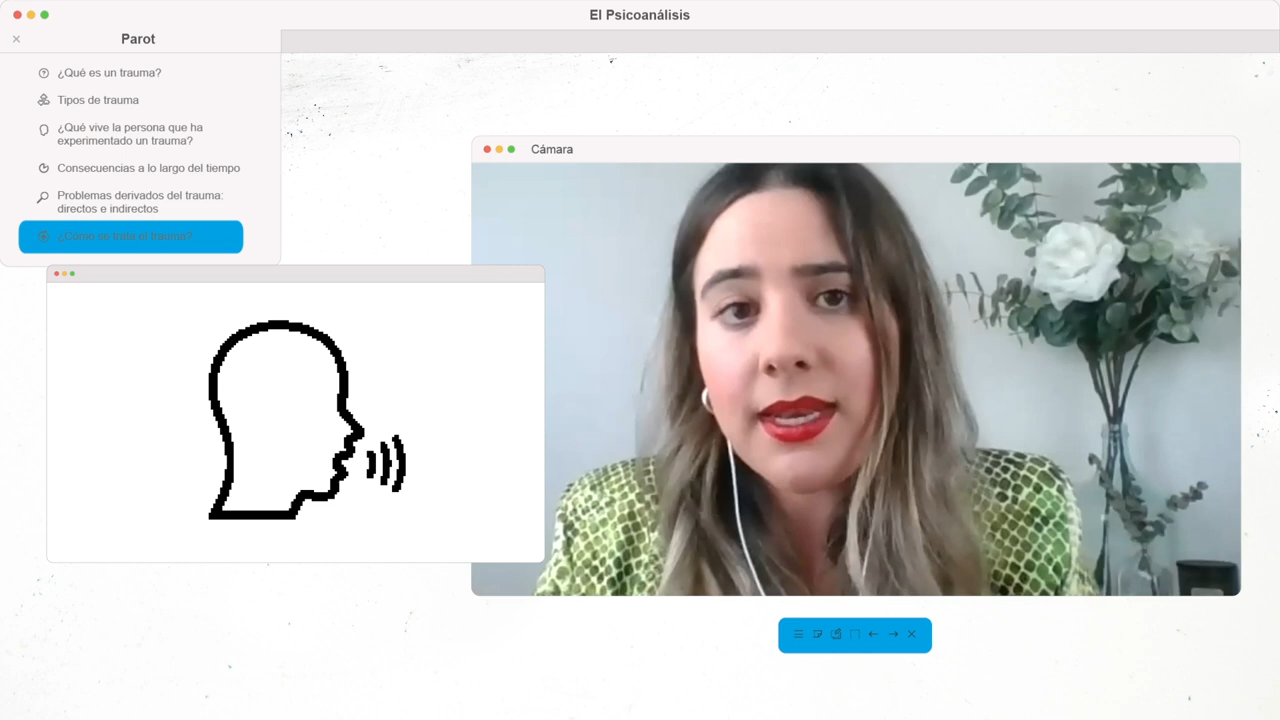 El Psicoanálisis
Parot
¿Qué es un trauma?
Tipos de trauma
¿Qué vive la persona que ha
experimentado un trauma?
Consecuencias a lo largo del tiempo
Problemas derivados del trauma:
directos e indirectos
¿Cómo se trata el trauma?
Cámara